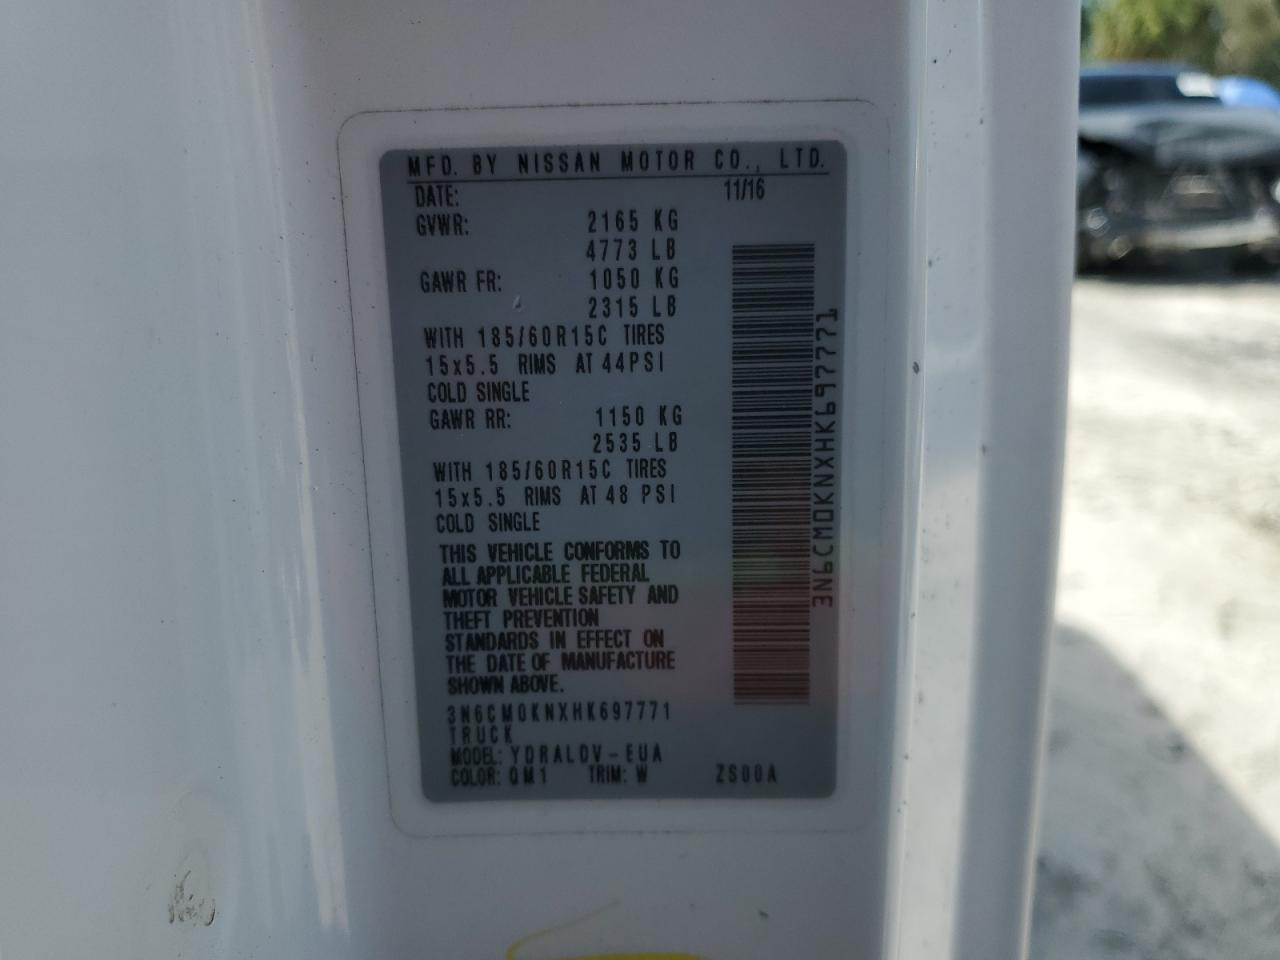 MFD. BY NISSAN MOTOR CO., LTD.
DATE: 11/16
GVWR: 2165 KG
4773 LB
GAWR FR: 1050 KG
2315 LB
WITH 185/60R15C TIRES
15x5.5 RIMS AT 44PSI
COLD SINGLE
GAWR RR: 1150 KG
2535 LB
WITH 185/60R15C TIRES
15x5.5 RIMS AT 48 PSI
COLD SINGLE
THIS VEHICLE CONFORMS TO
ALL APPLICABLE FEDERAL
MOTOR VEHICLE SAFETY AND
THEFT PREVENTION
STANDARDS IN EFFECT ON
THE DATE OF MANUFACTURE
SHOWN ABOVE.
3N6CM0KNXHK697771
TRUCK
MODEL: YDRALDV-EUA
COLOR: QM1 TRIM: W ZS00A
3N6CM0KNXHK697771